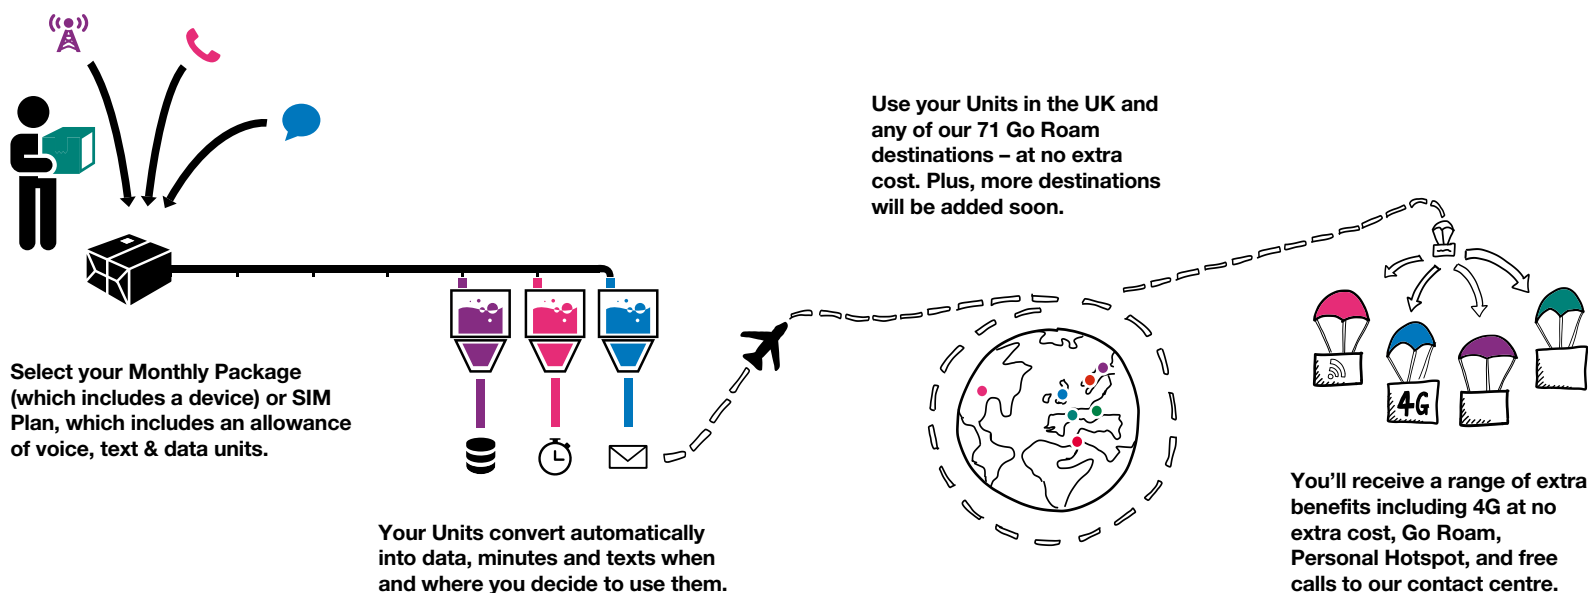 Select your Monthly Package
(which includes a device) or SIM
Plan, which includes an allowance
of voice, text & data units.
Your Units convert automatically
into data, minutes and texts when
and where you decide to use them.
Use your Units in the UK and
any of our 71 Go Roam
destinations – at no extra
cost. Plus, more destinations
will be added soon.
4G
You’ll receive a range of extra
benefits including 4G at no
extra cost, Go Roam,
Personal Hotspot, and free
calls to our contact centre.